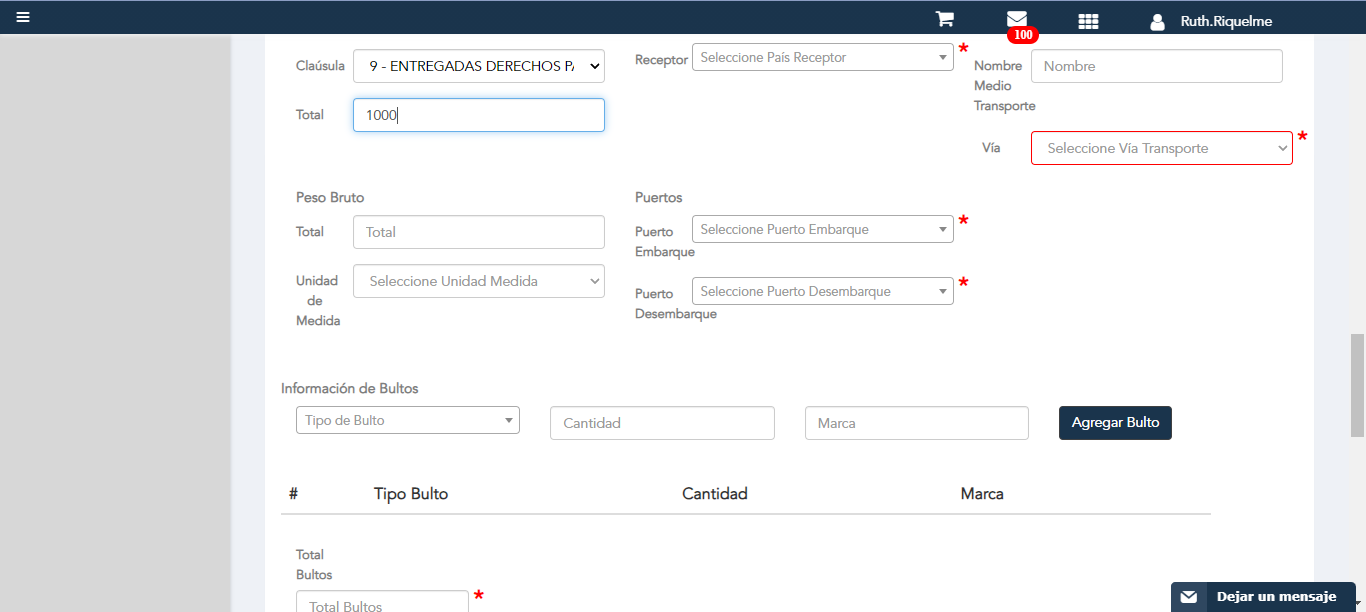 100
Ruth.Riquelme
Claúsula
9 - ENTREGADAS DERECHOS PA
Total
1000
Receptor
Seleccione País Receptor
*
Nombre
Medio
Transporte
Nombre
Vía
Seleccione Vía Transporte
*
Peso Bruto
Total
Total
Unidad
de
Medida
Seleccione Unidad Medida
Puertos
Puerto
Embarque
Seleccione Puerto Embarque
*
Puerto
Desembarque
Seleccione Puerto Desembarque
*
Información de Bultos
Tipo de Bulto
Cantidad
Marca
Agregar Bulto
# Tipo Bulto Cantidad Marca
Total
Bultos
Total Bultos
*
Dejar un mensaje